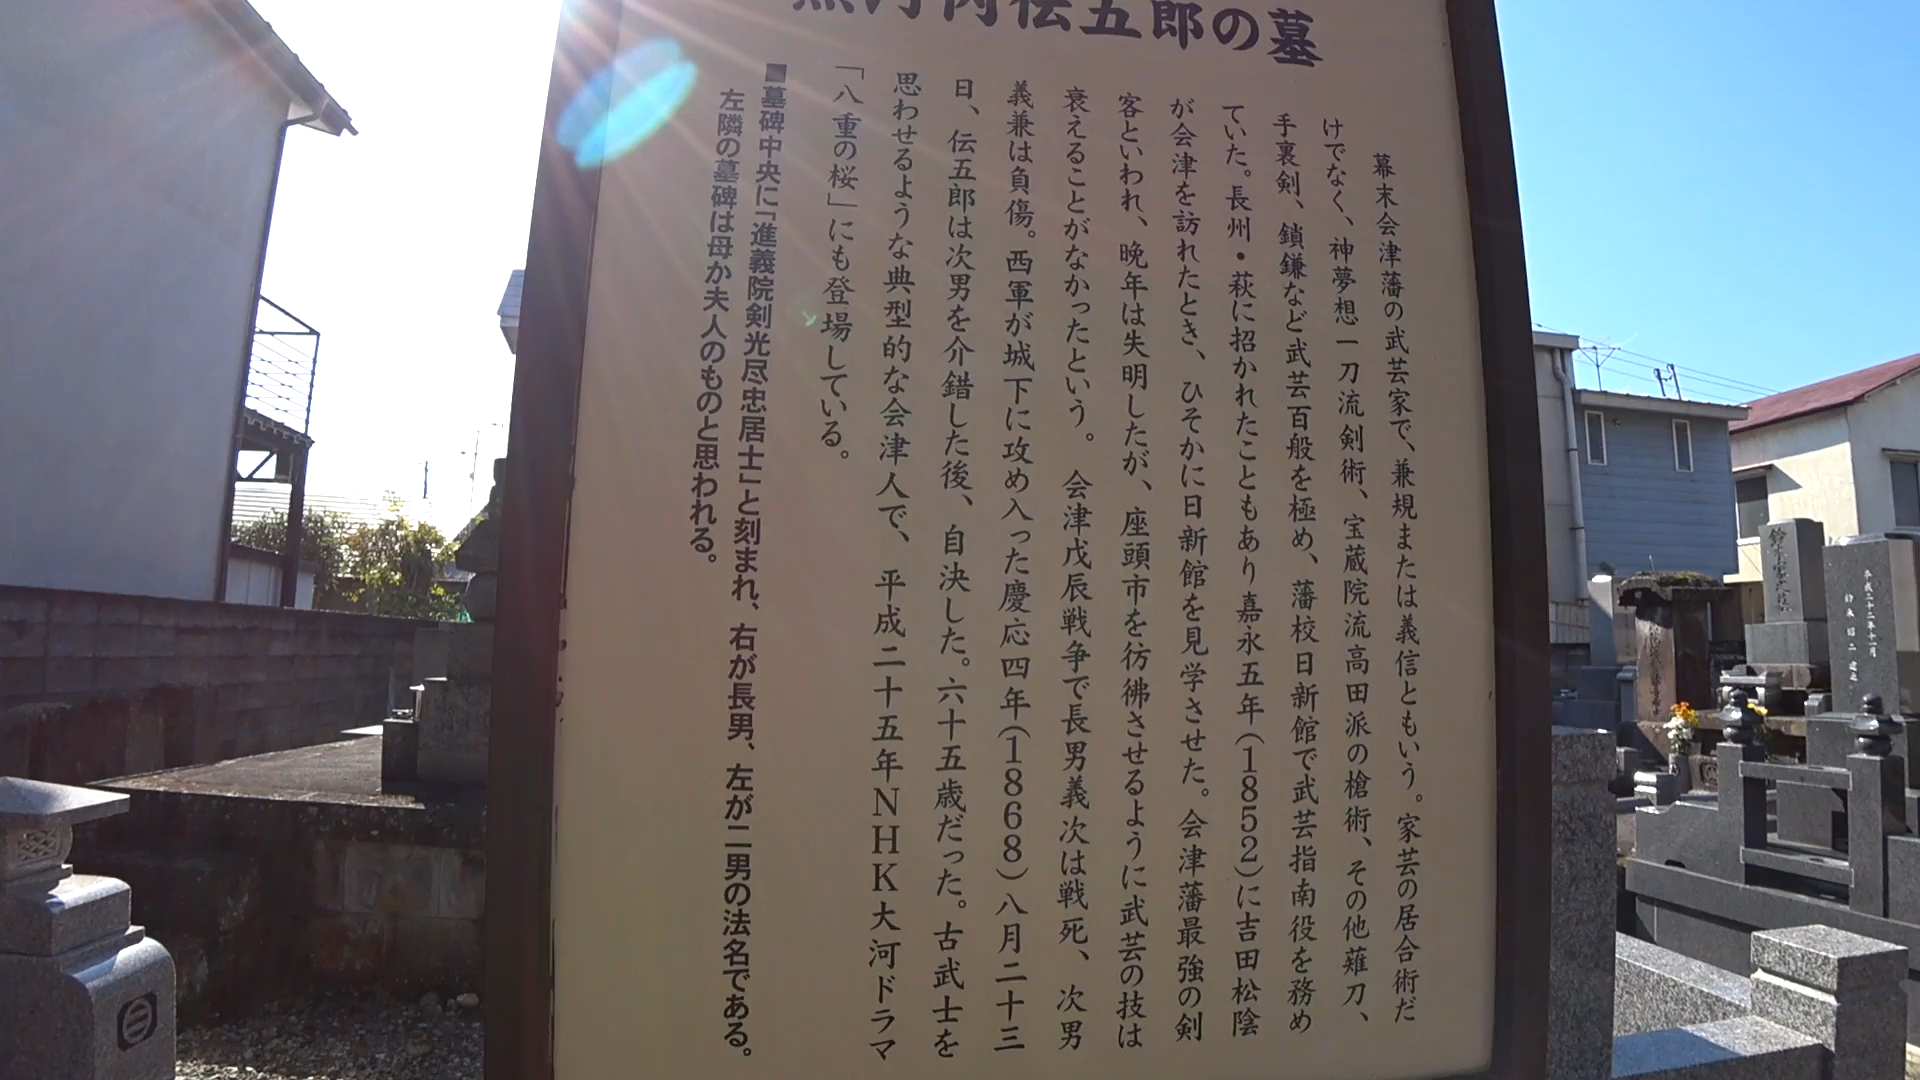 黒河内伝五郎の墓
幕末会津藩の武芸家で、兼規または義信ともいう。家芸の居合術だ
けでなく、神夢想一刀流剣術、宝蔵院流高田派の槍術、その他薙刀、
手裏剣、鎖鎌など武芸百般を極め、藩校日新館で武芸指南役を務め
ていた。長州・萩に招かれたこともあり嘉永五年(1852)に吉田松陰
が会津を訪れたとき、ひそかに日新館を見学させた。会津藩最強の剣
客といわれ、晩年は失明したが、座頭市を彷彿させるように武芸の技は
衰えることがなかったという。会津戊辰戦争で長男義次は戦死、次男
義兼は負傷。西軍が城下に攻め入った慶応四年(1868)八月二十三
日、伝五郎は次男を介錯した後、自決した。六十五歳だった。古武士を
思わせるような典型的な会津人で、平成二十五年NHK大河ドラマ
「八重の桜」にも登場している。
■墓碑中央に「進義院剣光尽忠居士」と刻まれ、右が長男、左が二男の法名である。
左隣の墓碑は母か夫人のものと思われる。
平成二十二年十一月